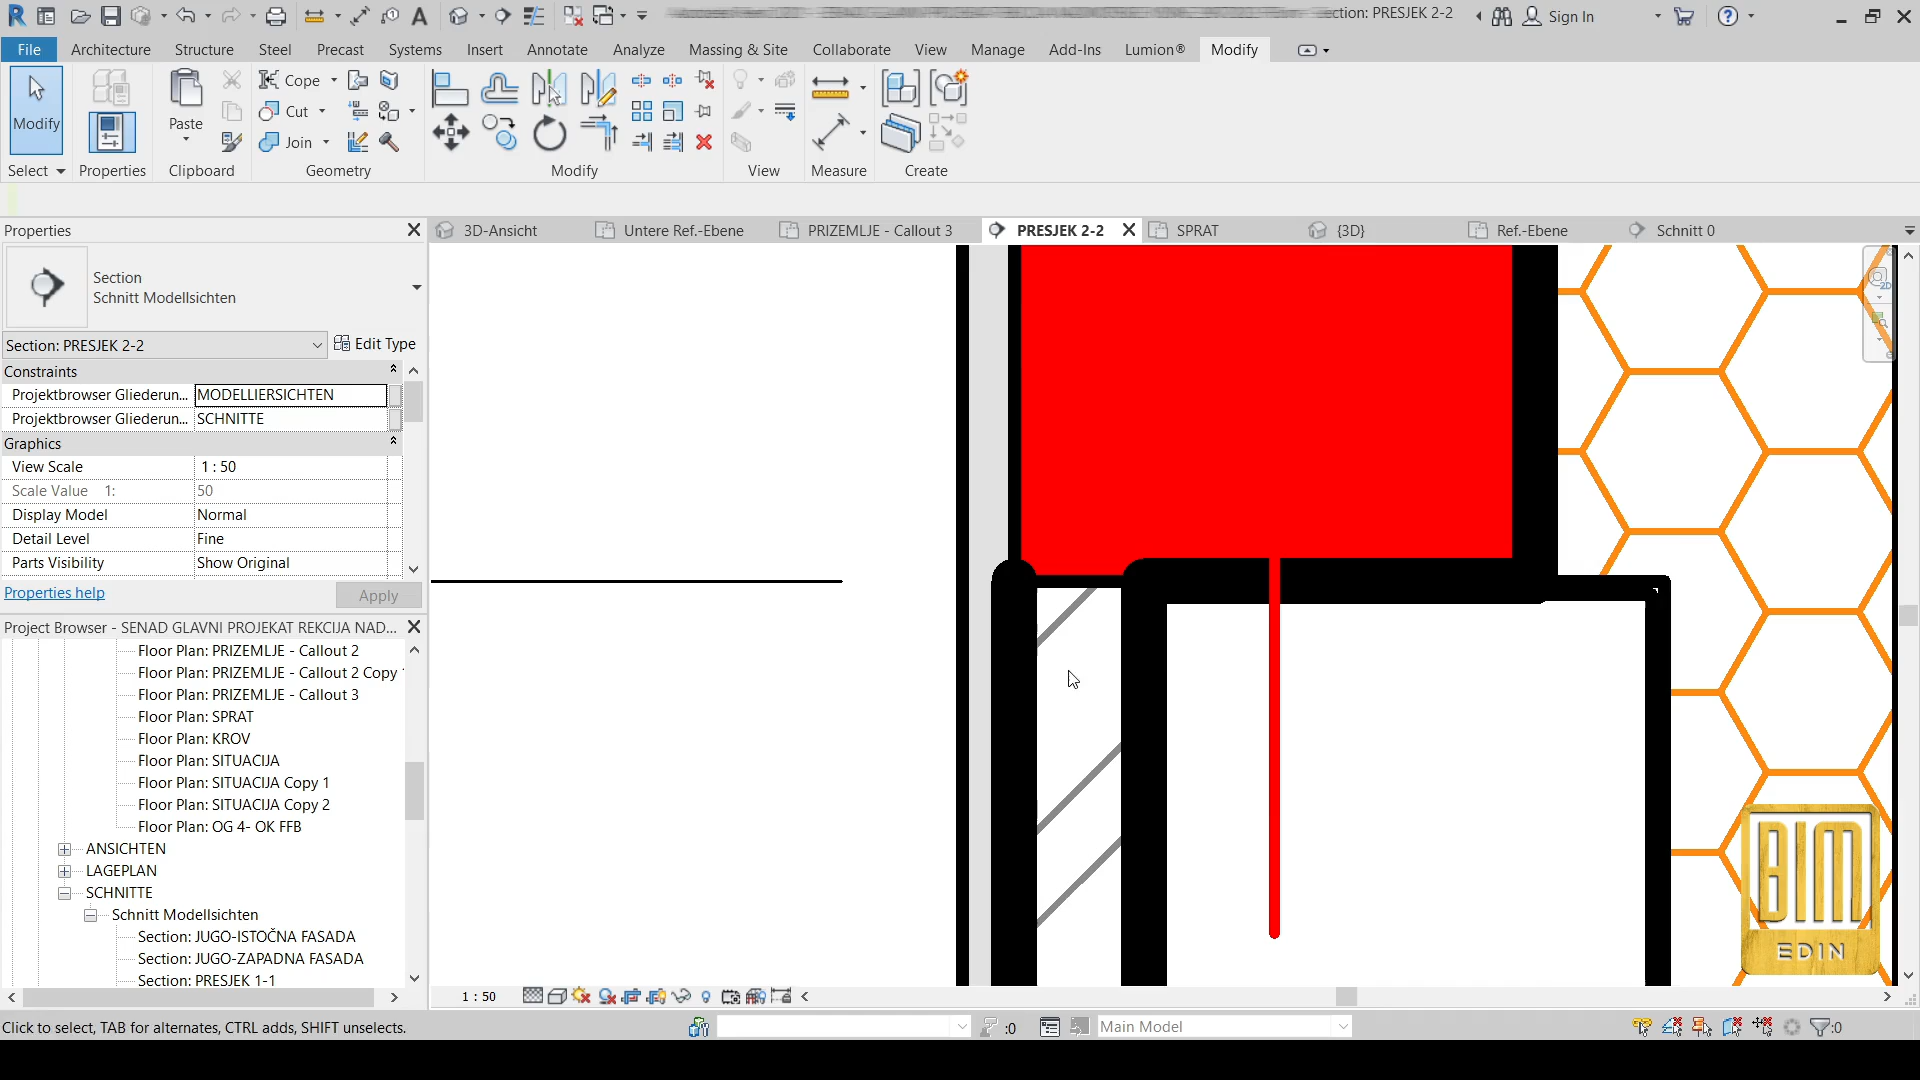 ction: PRESJEK 2-2
Sign In
File
Architecture
Structure
Steel
Precast
Systems
Insert
Annotate
Analyze
Massing & Site
Collaborate
View
Manage
Add-Ins
Lumion®
Modify
Modify
Paste
Cope
Cut
Join
Select
Properties
Clipboard
Geometry
Modify
View
Measure
Create
Properties
3D-Ansicht
Untere Ref.-Ebene
PRIZEMLJE - Callout 3
PRESJEK 2-2
SPRAT
{3D}
Ref.-Ebene
Schnitt 0
Section
Schnitt Modellsichten
Section: PRESJEK 2-2
Edit Type
Constraints
Projektbrowser Gliederun... MODELLIERSICHTEN
Projektbrowser Gliederun... SCHNITTE
Graphics
View Scale 1 : 50
Scale Value 1: 50
Display Model Normal
Detail Level Fine
Parts Visibility Show Original
Properties help
Apply
Project Browser - SENAD GLAVNI PROJEKAT REKCIJA NAD...
Floor Plan: PRIZEMLJE - Callout 2
Floor Plan: PRIZEMLJE - Callout 2 Copy
Floor Plan: PRIZEMLJE - Callout 3
Floor Plan: SPRAT
Floor Plan: KROV
Floor Plan: SITUACIJA
Floor Plan: SITUACIJA Copy 1
Floor Plan: SITUACIJA Copy 2
Floor Plan: OG 4- OK FFB
ANSICHTEN
LAGEPLAN
SCHNITTE
Schnitt Modellsichten
Section: JUGO-ISTOČNA FASADA
Section: JUGO-ZAPADNA FASADA
Section: PRESJEK 1-1
2D
BIM
EDIN
1 : 50
Click to select, TAB for alternates, CTRL adds, SHIFT unselects.
:0
Main Model
:0